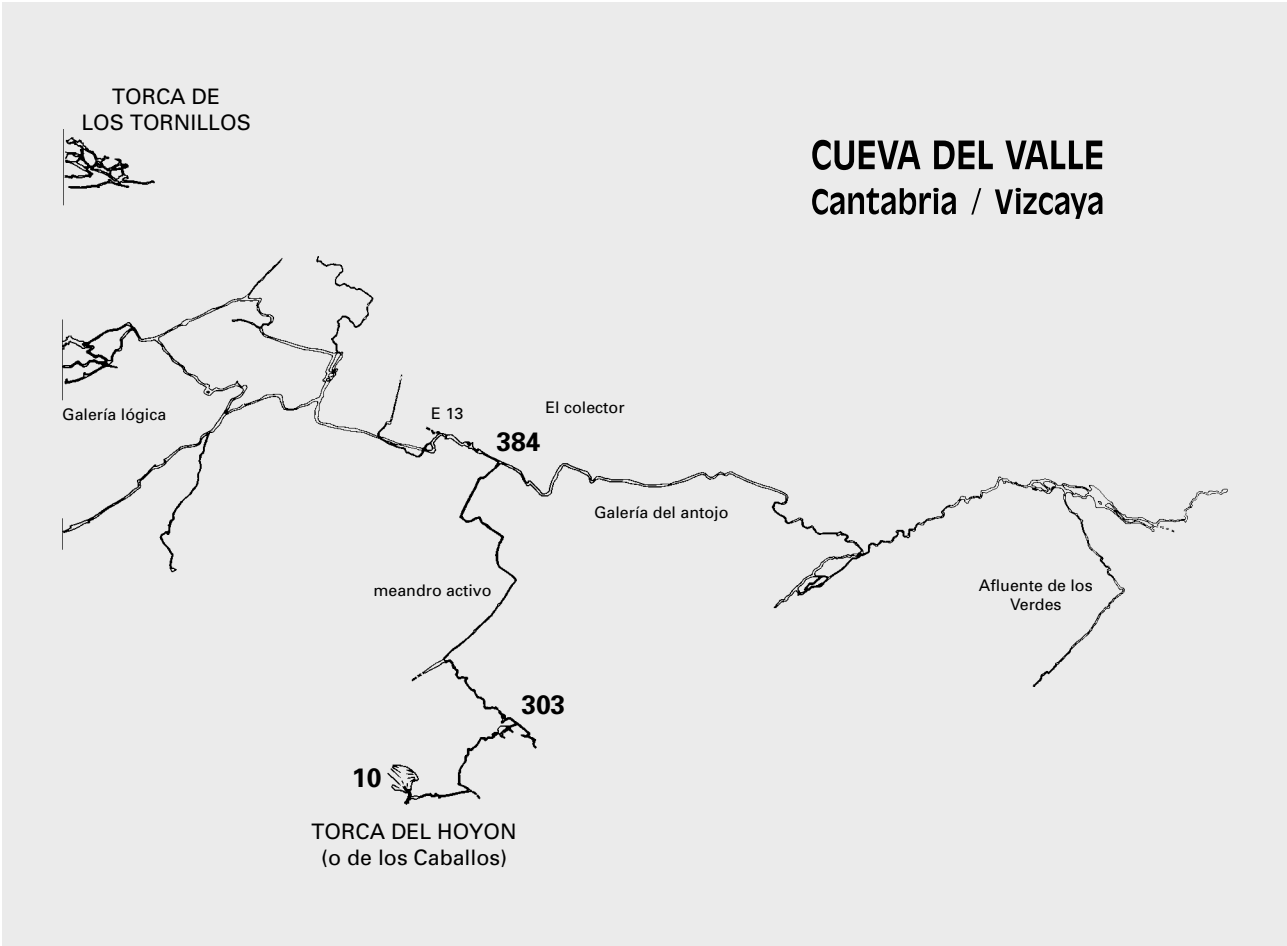 TORCA DE
LOS TORNILLOS
CUEVA DEL VALLE
Cantabria / Vizcaya
Galería lógica
E 13
El colector
384
Galería del antojo
meandro activo
Afluente de los
Verdes
303
10
TORCA DEL HOYON
(o de los Caballos)